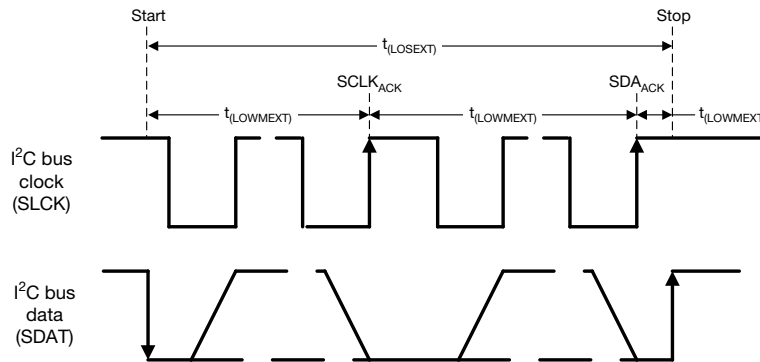 Start
Stop
t(LOSEXT)
SCLKACK
SDAACK
t(LOWMEXT)
t(LOWMEXT)
t(LOWMEXT)
I2C bus
clock
(SLCK)
I2C bus
data
(SDAT)